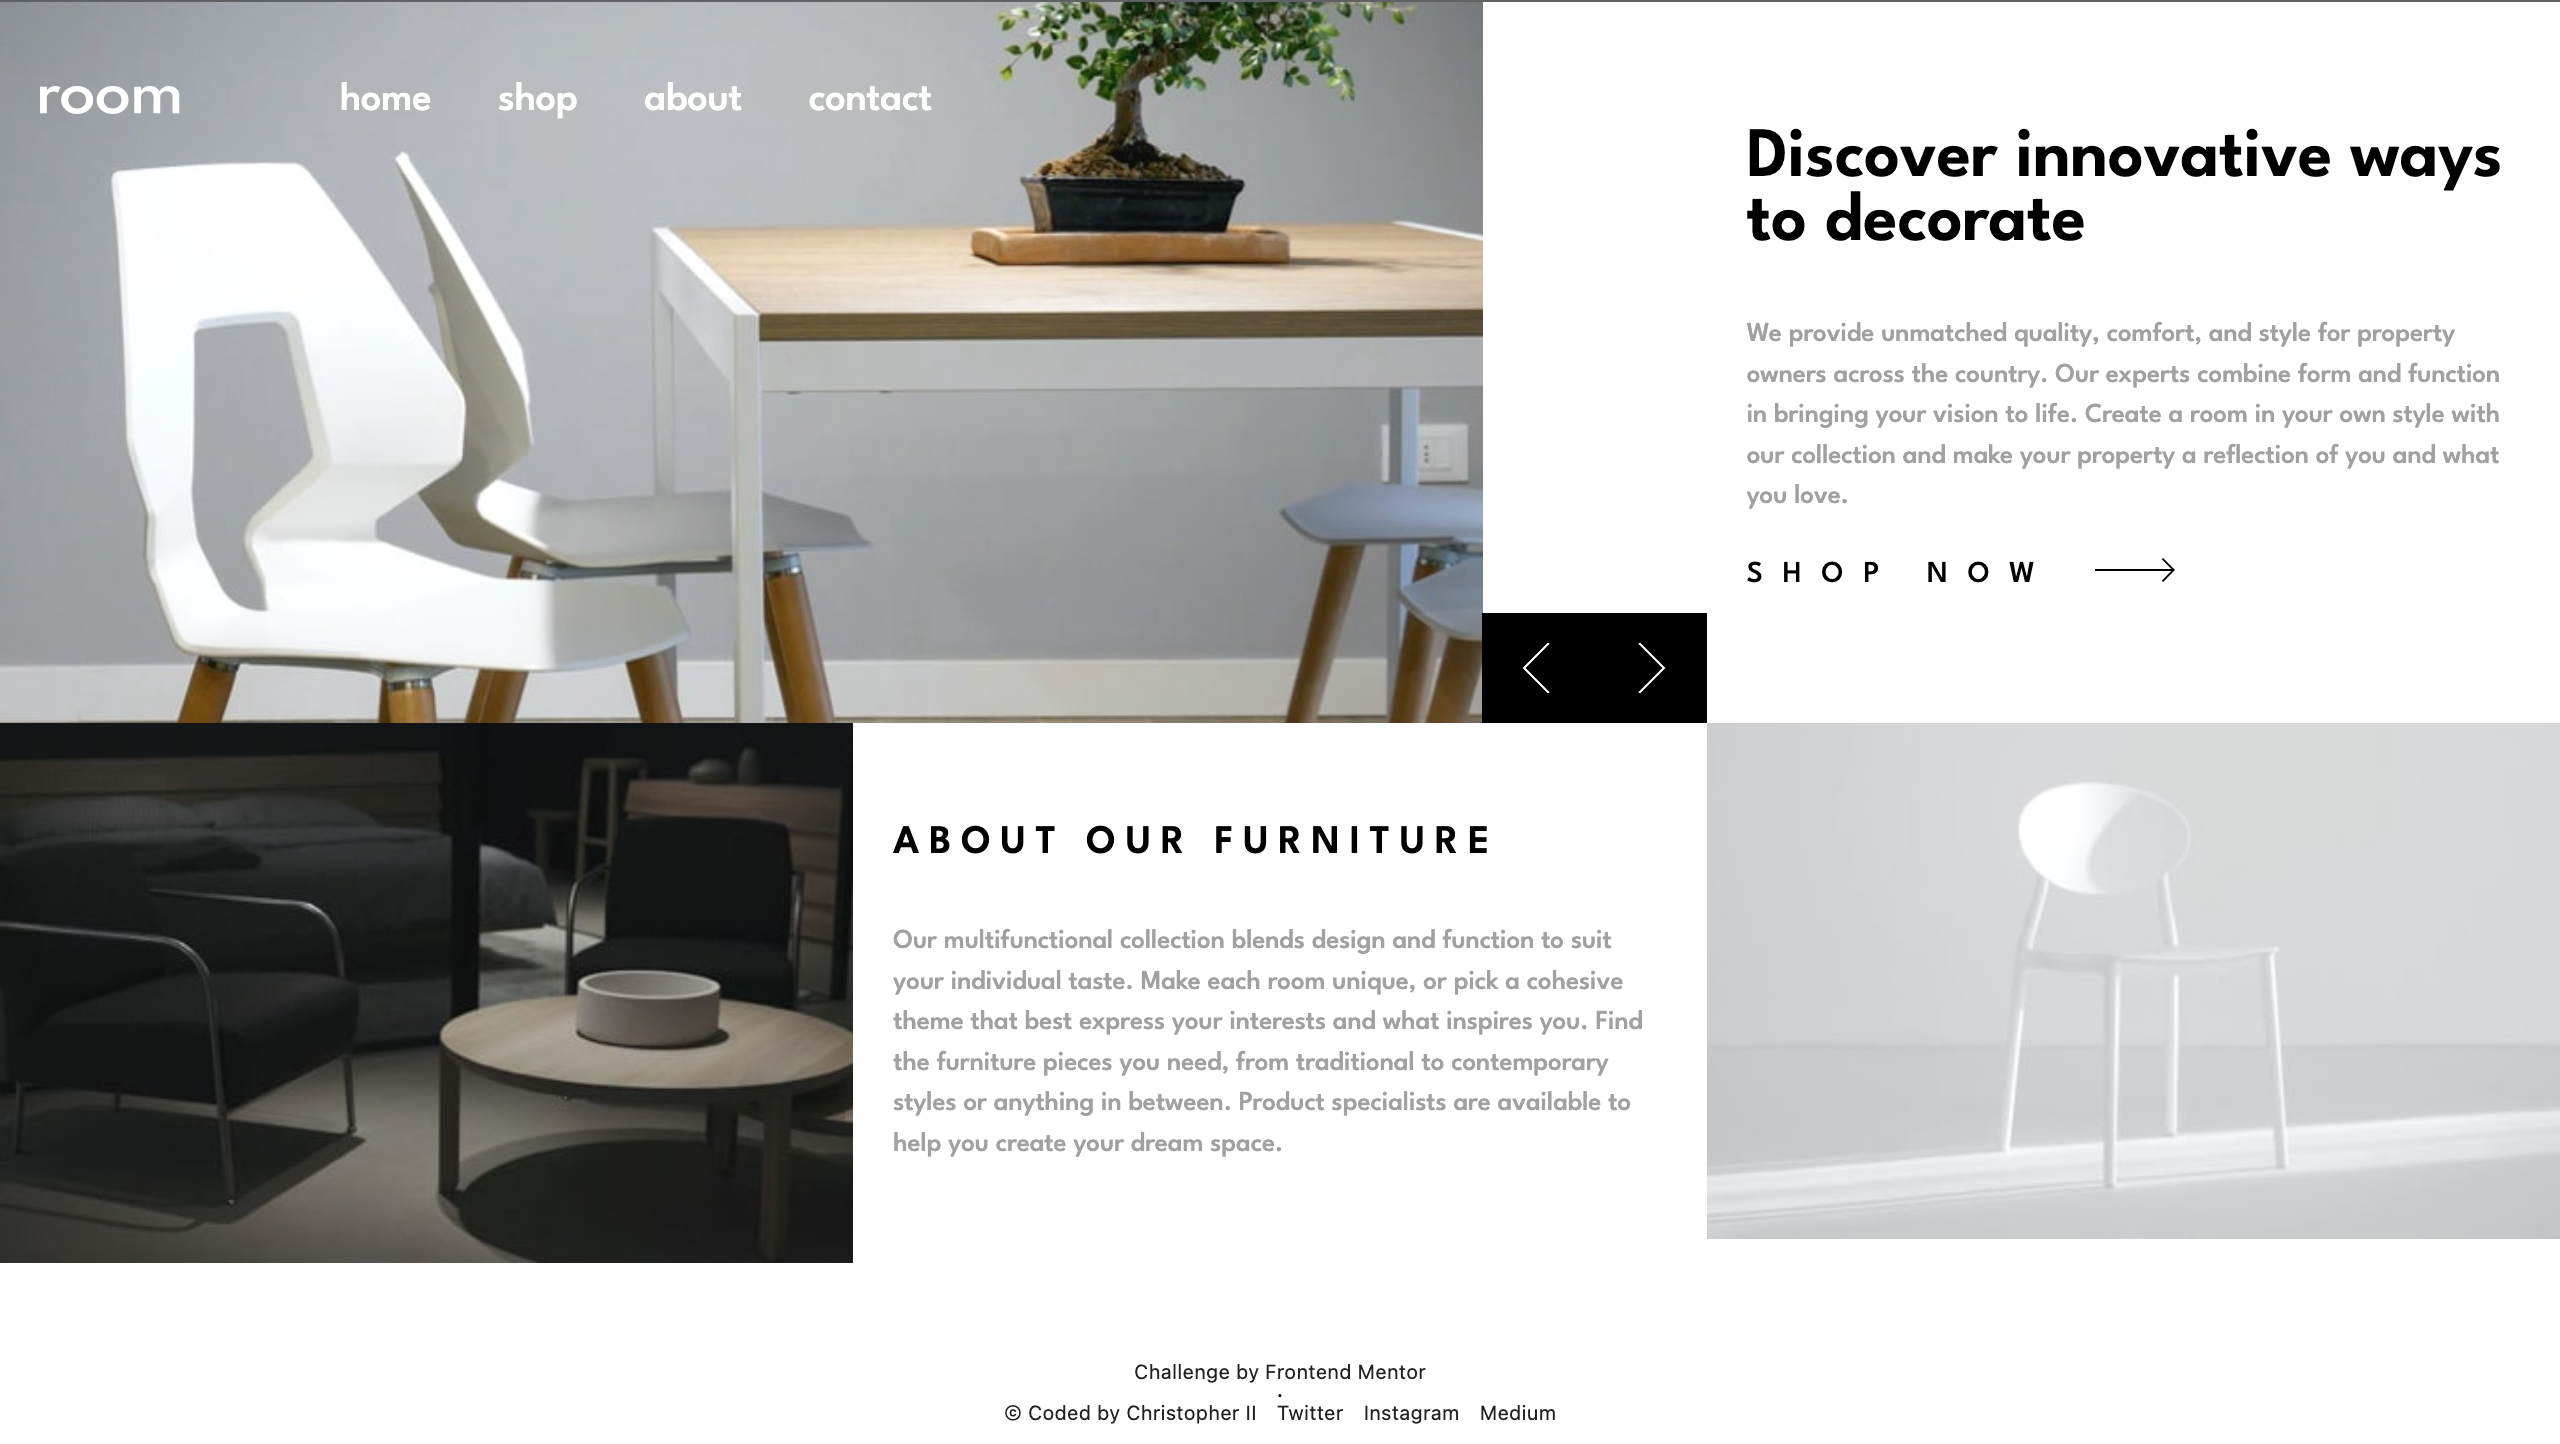 room
home shop about contact
Discover innovative ways
to decorate
We provide unmatched quality, comfort, and style for property
owners across the country. Our experts combine form and function
in bringing your vision to life. Create a room in your own style with
our collection and make your property a reflection of you and what
you love.
SHOP NOW
ABOUT OUR FURNITURE
Our multifunctional collection blends design and function to suit
your individual taste. Make each room unique, or pick a cohesive
theme that best express your interests and what inspires you. Find
the furniture pieces you need, from traditional to contemporary
styles or anything in between. Product specialists are available to
help you create your dream space.
Challenge by Frontend Mentor
.
© Coded by Christopher II Twitter Instagram Medium